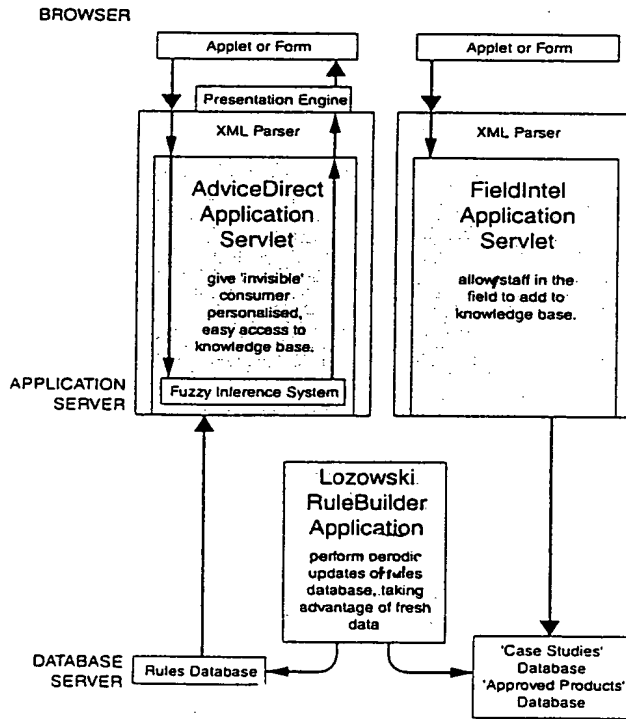 BROWSER
Applet or Form
Applet or Form
Presentation Engine
XML Parser
XML Parser
AdviceDirect
Application
Servlet
give 'invisible'
consumer
personalised,
easy access to
knowledge base.
FieldIntel
Application
Servlet
allow staff in the
field to add to
knowledge base.
APPLICATION
SERVER
Fuzzy Inference System
Lozowski
RuleBuilder
Application
perform periodic
updates of rules
database, taking
advantage of fresh
data
DATABASE
SERVER
Rules Database
'Case Studies'
Database
'Approved Products'
Database